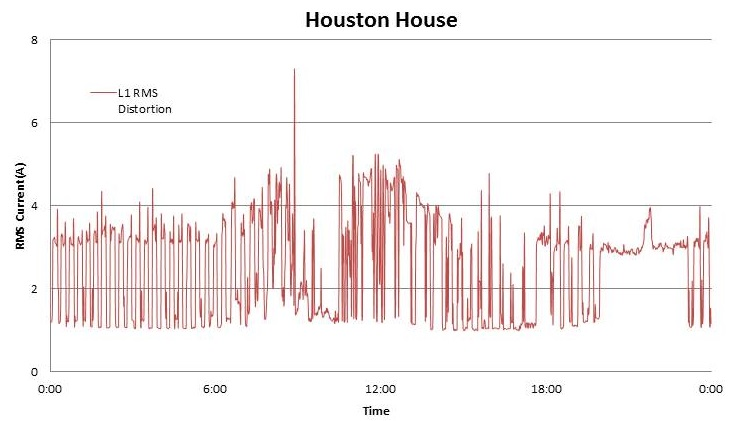 Houston House
8
L1 RMS
Distortion
6
RMS Current(A)
4
2
0
0:00 6:00 12:00 18:00 0:00
Time